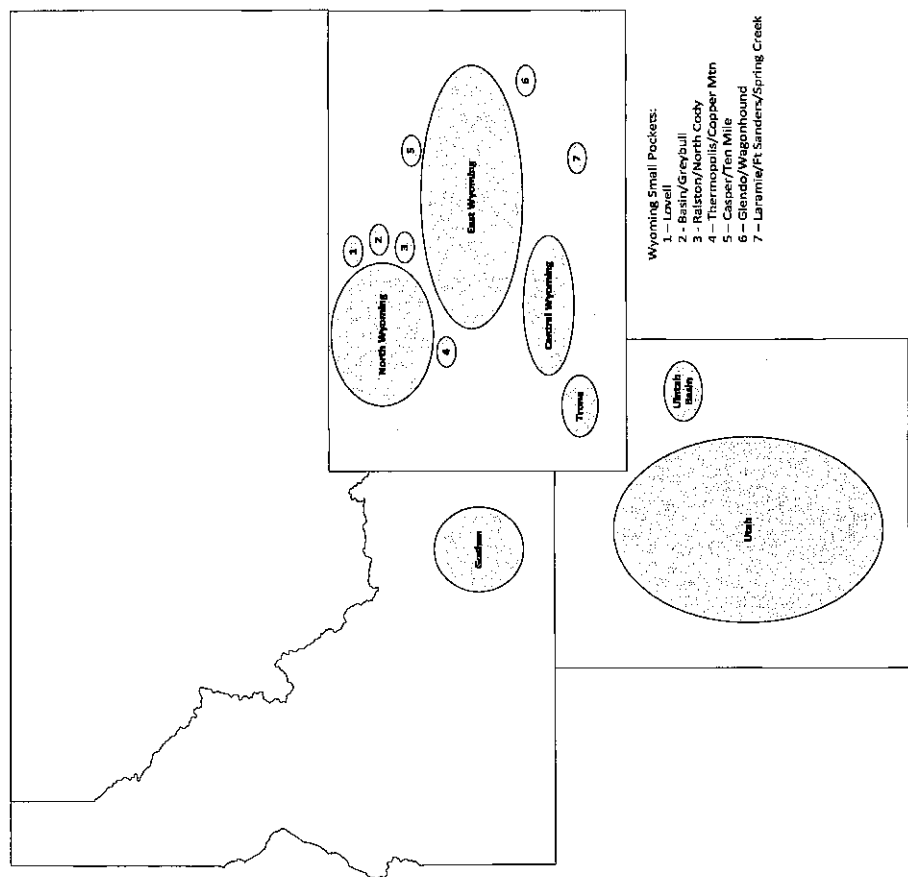 North Wyoming
1
2
3
4
5
East Wyoming
6
7
Central Wyoming
Trona
Goshen
Uintah
Basin
Utah
Wyoming Small Pockets:
1 – Lovell
2 - Basin/Greybull
3 - Ralston/North Cody
4 – Thermopolis/Copper Mtn
5 – Casper/Ten Mile
6 – Glendo/Wagonhound
7 – Laramie/Ft Sanders/Spring Creek